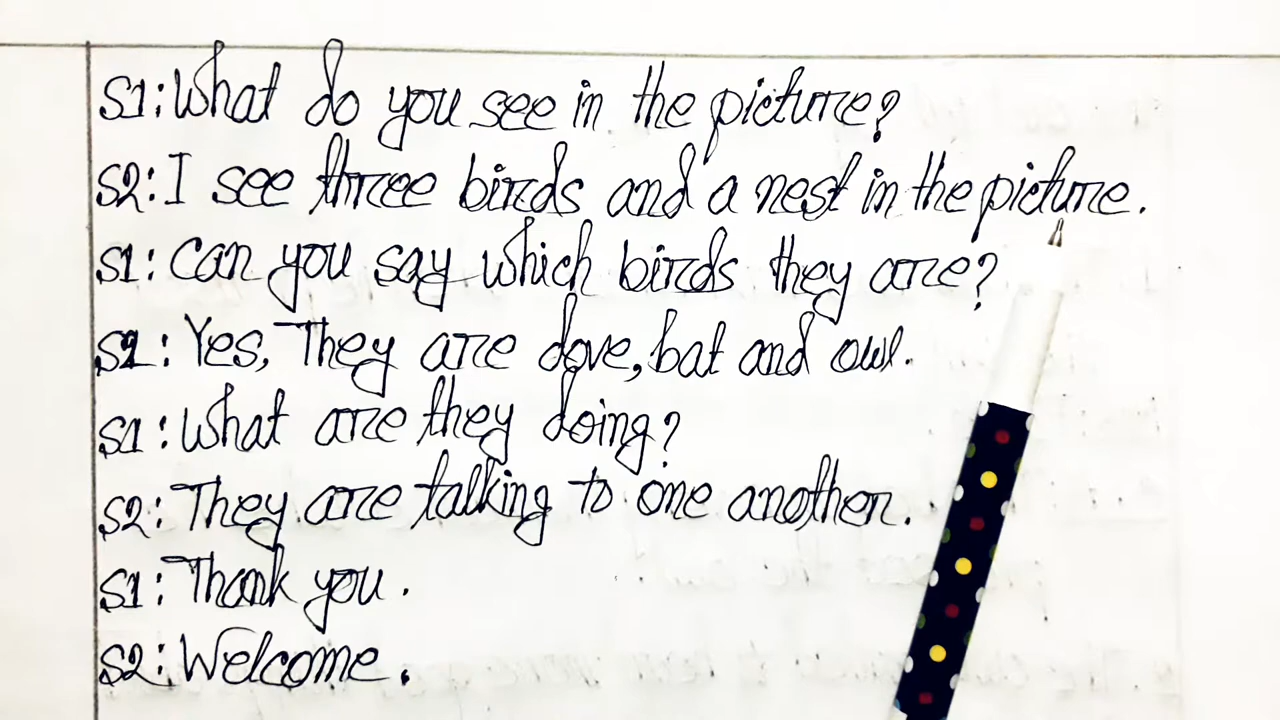 S1: What do you see in the picture?
S2: I see three birds and a nest in the picture.
S1: Can you say which birds they are?
S2: Yes, They are dove, bat and owl.
S1: What are they doing?
S2: They are talking to one another.
S1: Thank you.
S2: Welcome.